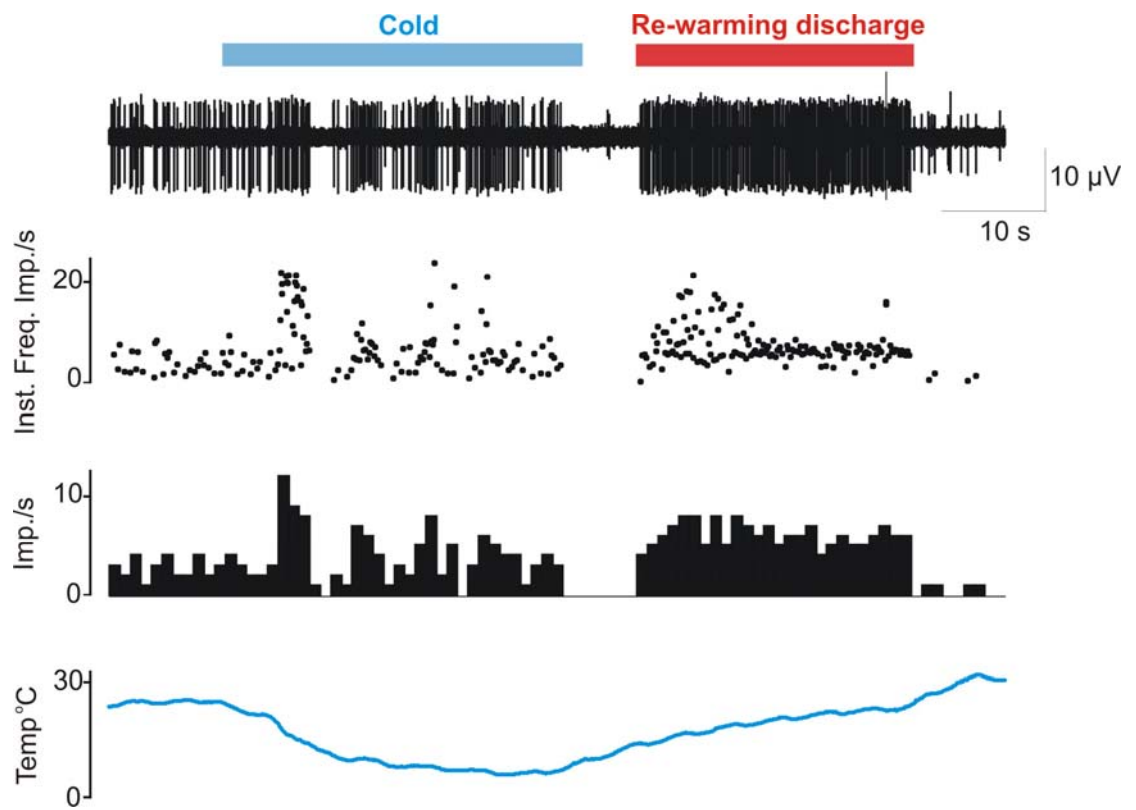 Cold
Re-warming discharge
10 µV
10 s
Inst. Freq. Imp./s
20
0
Imp./s
10
0
Temp °C
30
0